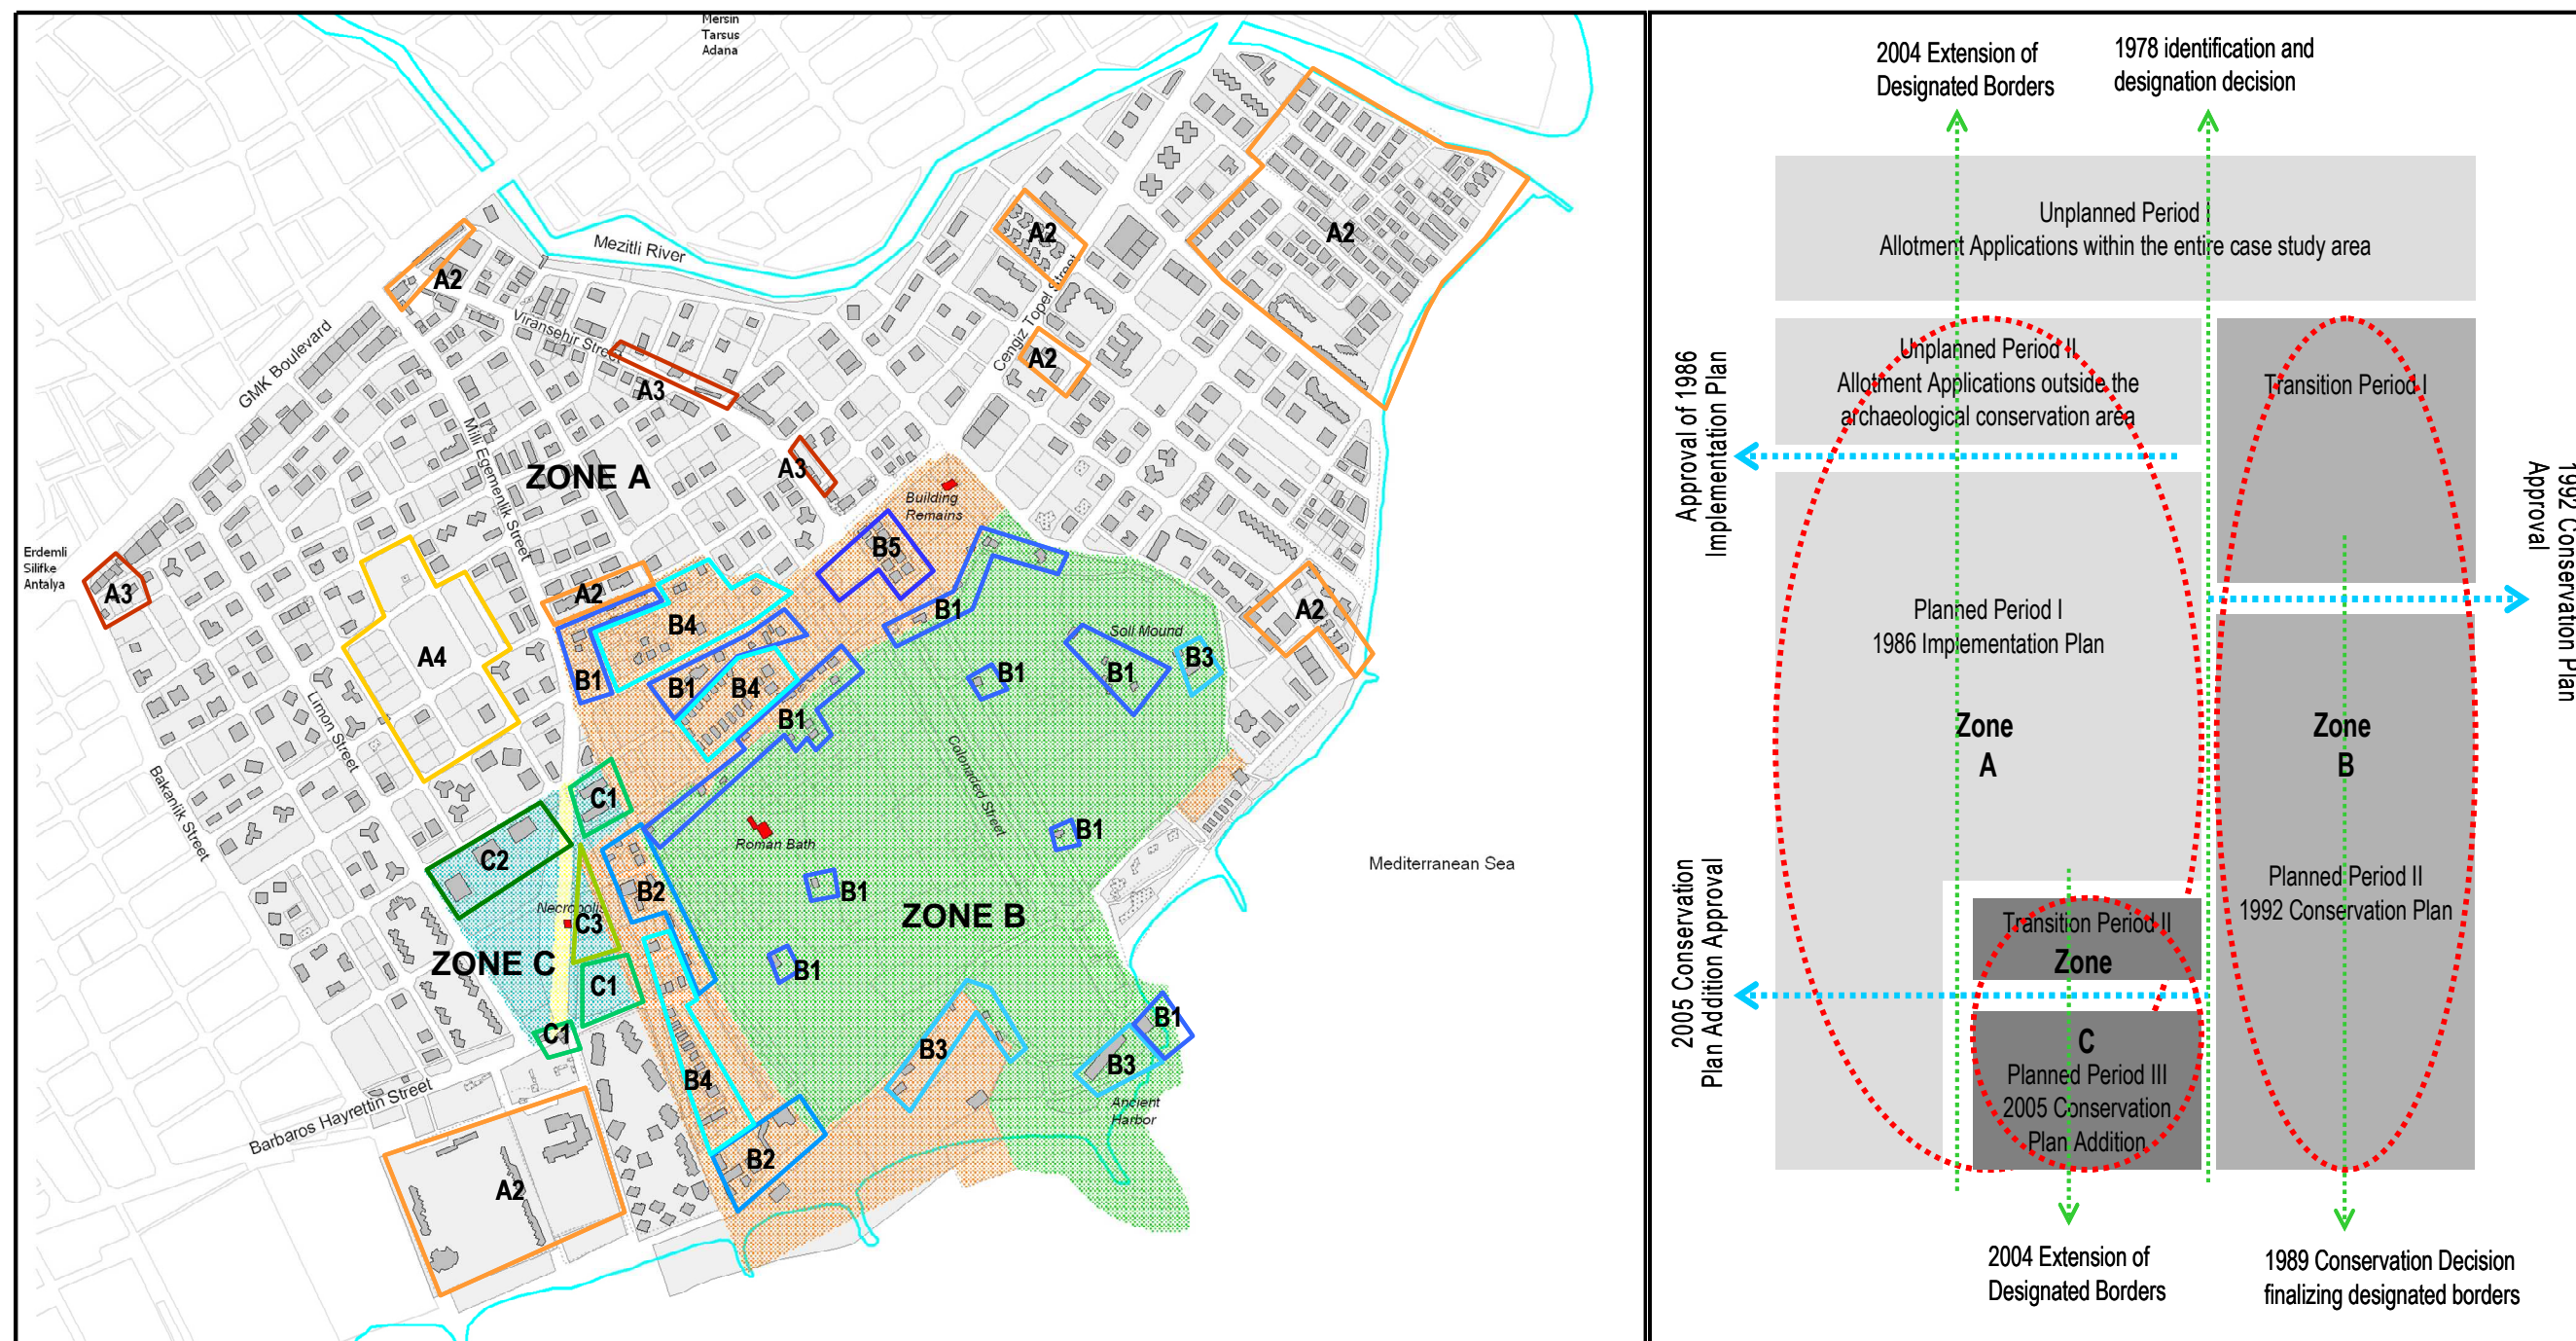 Mersin
Tarsus
Adana
Mezitli River
A2
A2
A2
A2
GMK Boulevard
Viransehir Street
Cengiz Topel Street
A3
A3
Milli Egemenlik Street
ZONE A
Building
Remains
Erdemli
Silifke
Antalya
A3
A2
B5
B1
A2
B4
A4
B1
B1
B4
B1
B1
Soil Mound
B1
B3
Limon Street
Bakanlik Street
Colonaded Street
C1
Roman Bath
B1
Mediterranean Sea
C2
B2
B1
Necropolis
C3
ZONE B
ZONE C
C1
B1
C1
B1
B3
B3
B4
Ancient
Harbor
Barbaros Hayrettin Street
B2
A2
2004 Extension of
Designated Borders
1978 identification and
designation decision
Unplanned Period I
Allotment Applications within the entire case study area
Approval of 1986
Implementation Plan
Unplanned Period II
Allotment Applications outside the
archaeological conservation area
Transition Period I
1992 Conservation Plan
Approval
Planned Period I
1986 Implementation Plan
Zone
A
Zone
B
Planned Period II
1992 Conservation Plan
2005 Conservation
Plan Addition Approval
Transition Period II
Zone
C
Planned Period III
2005 Conservation
Plan Addition
2004 Extension of
Designated Borders
1989 Conservation Decision
finalizing designated borders